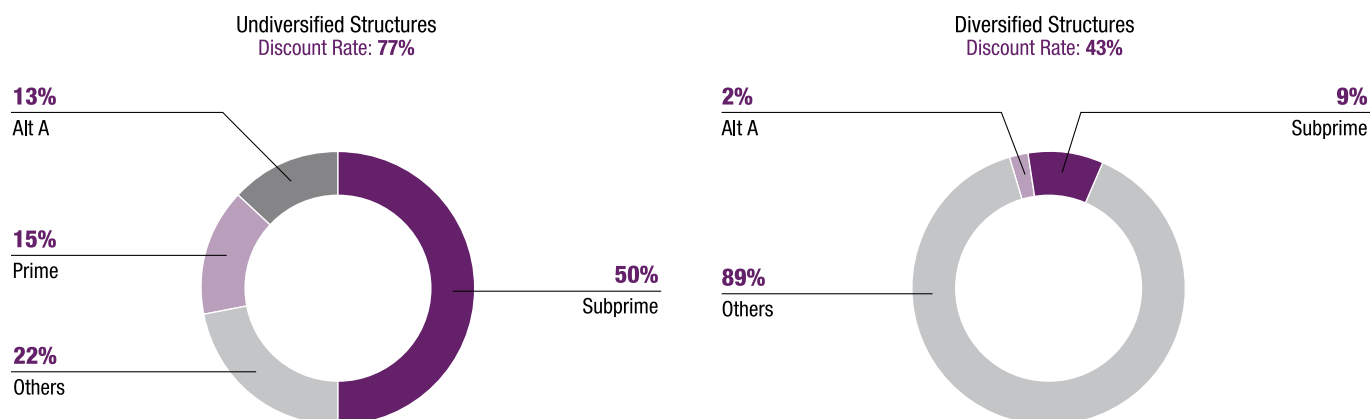 Undiversified Structures
Discount Rate: 77%
13%
Alt A
15%
Prime
22%
Others
50%
Subprime
Diversified Structures
Discount Rate: 43%
2%
Alt A
9%
Subprime
89%
Others